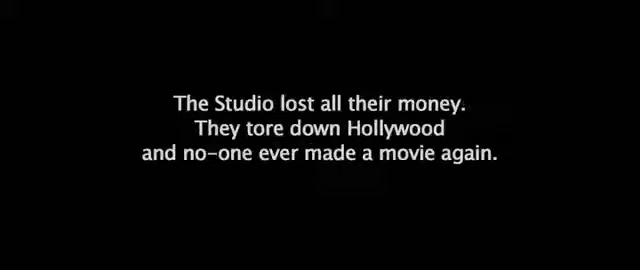 The Studio lost all their money.
They tore down Hollywood
and no-one ever made a movie again.